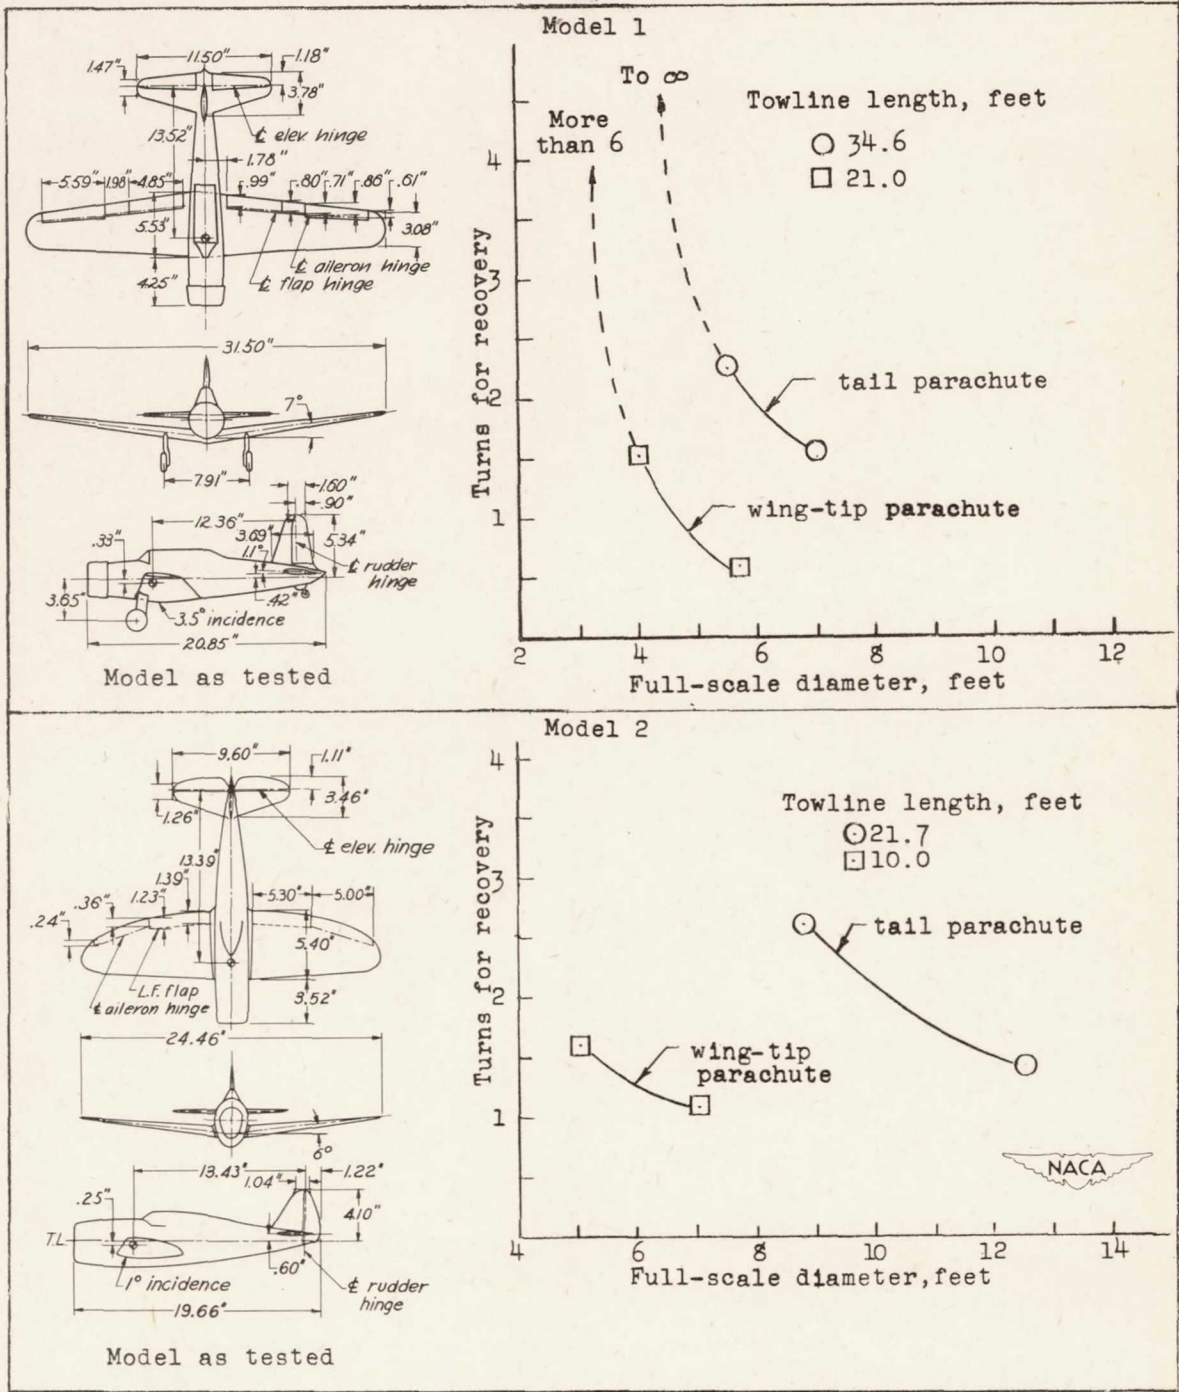 Model 1
11.50"
1.18"
1.47"
3.78"
13.52"
℄ elev. hinge
1.78"
5.59" 1.98" 4.85"
.99" .80" .71" .86" .61"
5.53"
3.08"
℄ aileron hinge
4.25"
℄ flap hinge
31.50"
7°
7.91"
1.60"
.90"
12.36"
3.69"
5.34"
.33"
1.1"
℄ rudder
hinge
3.65"
.42"
3.5° incidence
20.85"
Model as tested
To ∞
More
than 6
Towline length, feet
34.6
21.0
4
3
2
1
Turns for recovery
tail parachute
wing-tip parachute
2 4 6 8 10 12
Full-scale diameter, feet
Model 2
9.60"
1.11"
3.46"
1.26"
℄ elev. hinge
13.39"
1.39"
.36" 1.23"
5.30" 5.00"
.24"
5.40"
L.F. flap
℄ aileron hinge
3.52"
24.46"
6°
13.43"
1.04"
1.22"
.25"
4.10"
T.L.
.60"
1° incidence
℄ rudder
hinge
19.66"
Model as tested
4
3
2
1
Turns for recovery
Towline length, feet
21.7
10.0
tail parachute
wing-tip
parachute
NACA
4 6 8 10 12 14
Full-scale diameter, feet